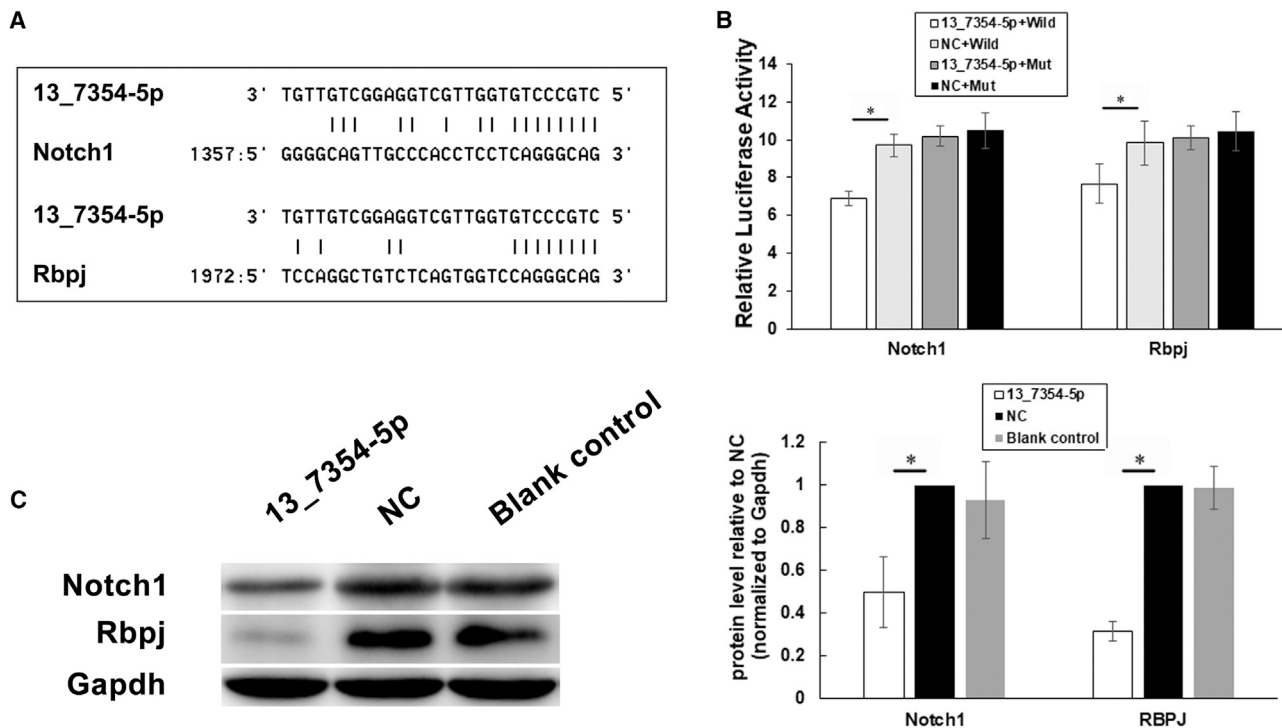 A
13_7354-5p 3' TGTTGTCGGAGGTCGTTGGTGTCCCGTC 5'
Notch1 1357:5' GGGGCAGTTGCCCACCTCCTCAGGGCAG 3'
13_7354-5p 3' TGTTGTCGGAGGTCGTTGGTGTCCCGTC 5'
Rbpj 1972:5' TCCAGGCTGTCTCAGTGGTCCAGGGCAG 3'
B
13_7354-5p+Wild
NC+Wild
13_7354-5p+Mut
NC+Mut
Relative Luciferase Activity
14
12
10
8
6
4
2
0
* *
Notch1 Rbpj
C
13_7354-5p NC Blank control
Notch1
Rbpj
Gapdh
13_7354-5p
NC
Blank control
protein level relative to NC
(normalized to Gapdh)
1.2
1
0.8
0.6
0.4
0.2
0
* *
Notch1 RBPJ